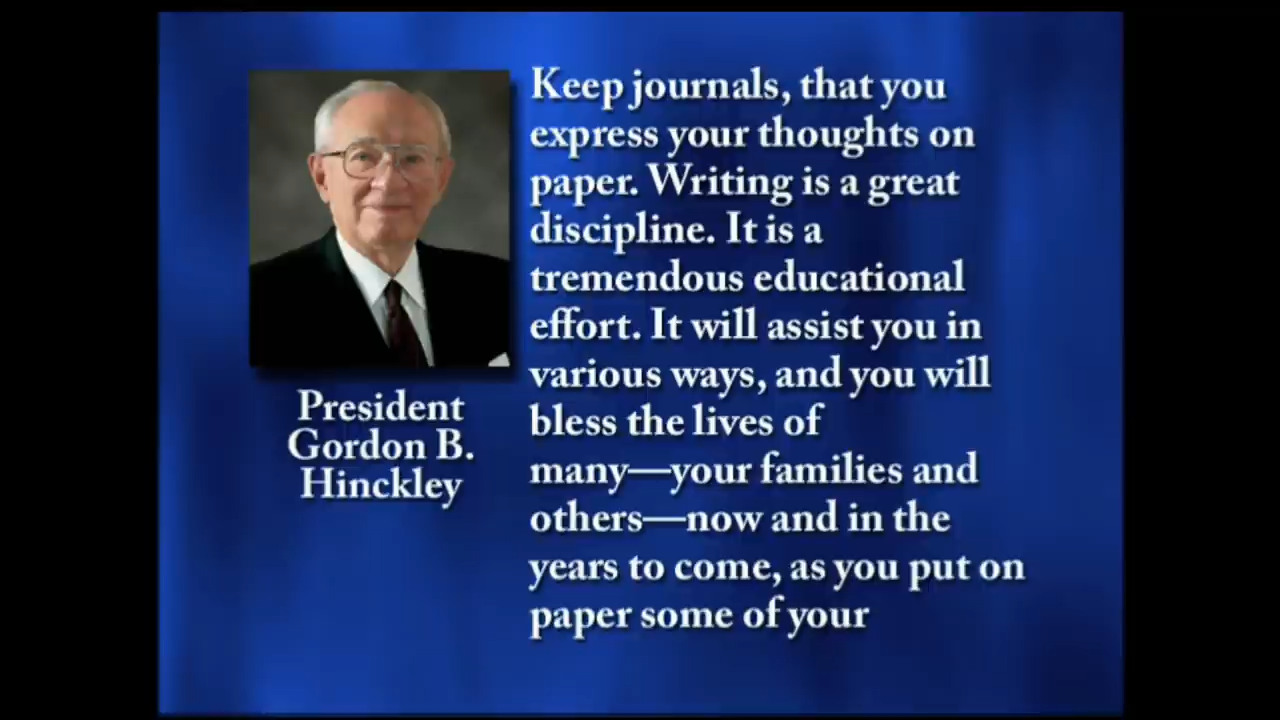 Keep journals, that you
express your thoughts on
paper. Writing is a great
discipline. It is a
tremendous educational
effort. It will assist you in
various ways, and you will
bless the lives of
many—your families and
others—now and in the
years to come, as you put on
paper some of your
President
Gordon B.
Hinckley